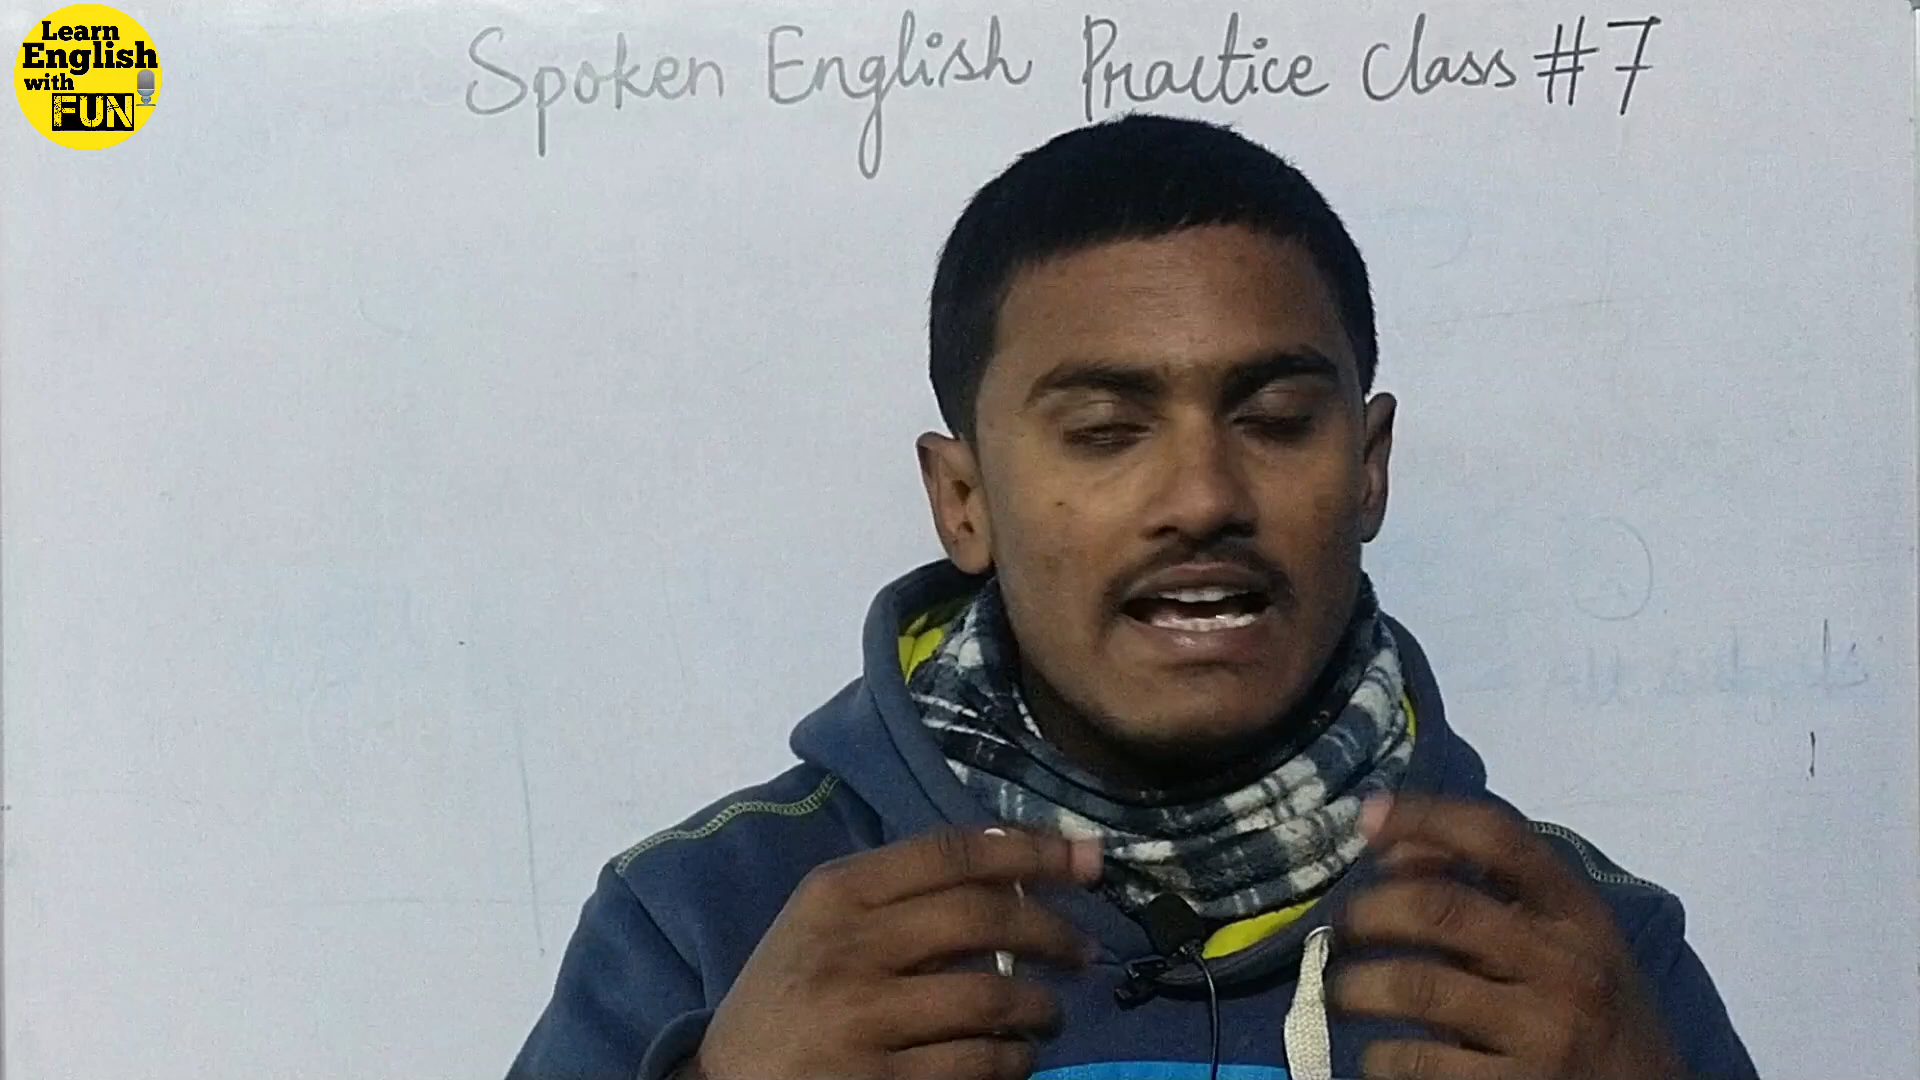 Learn
English
with
FUN
Spoken English Practice Class #7